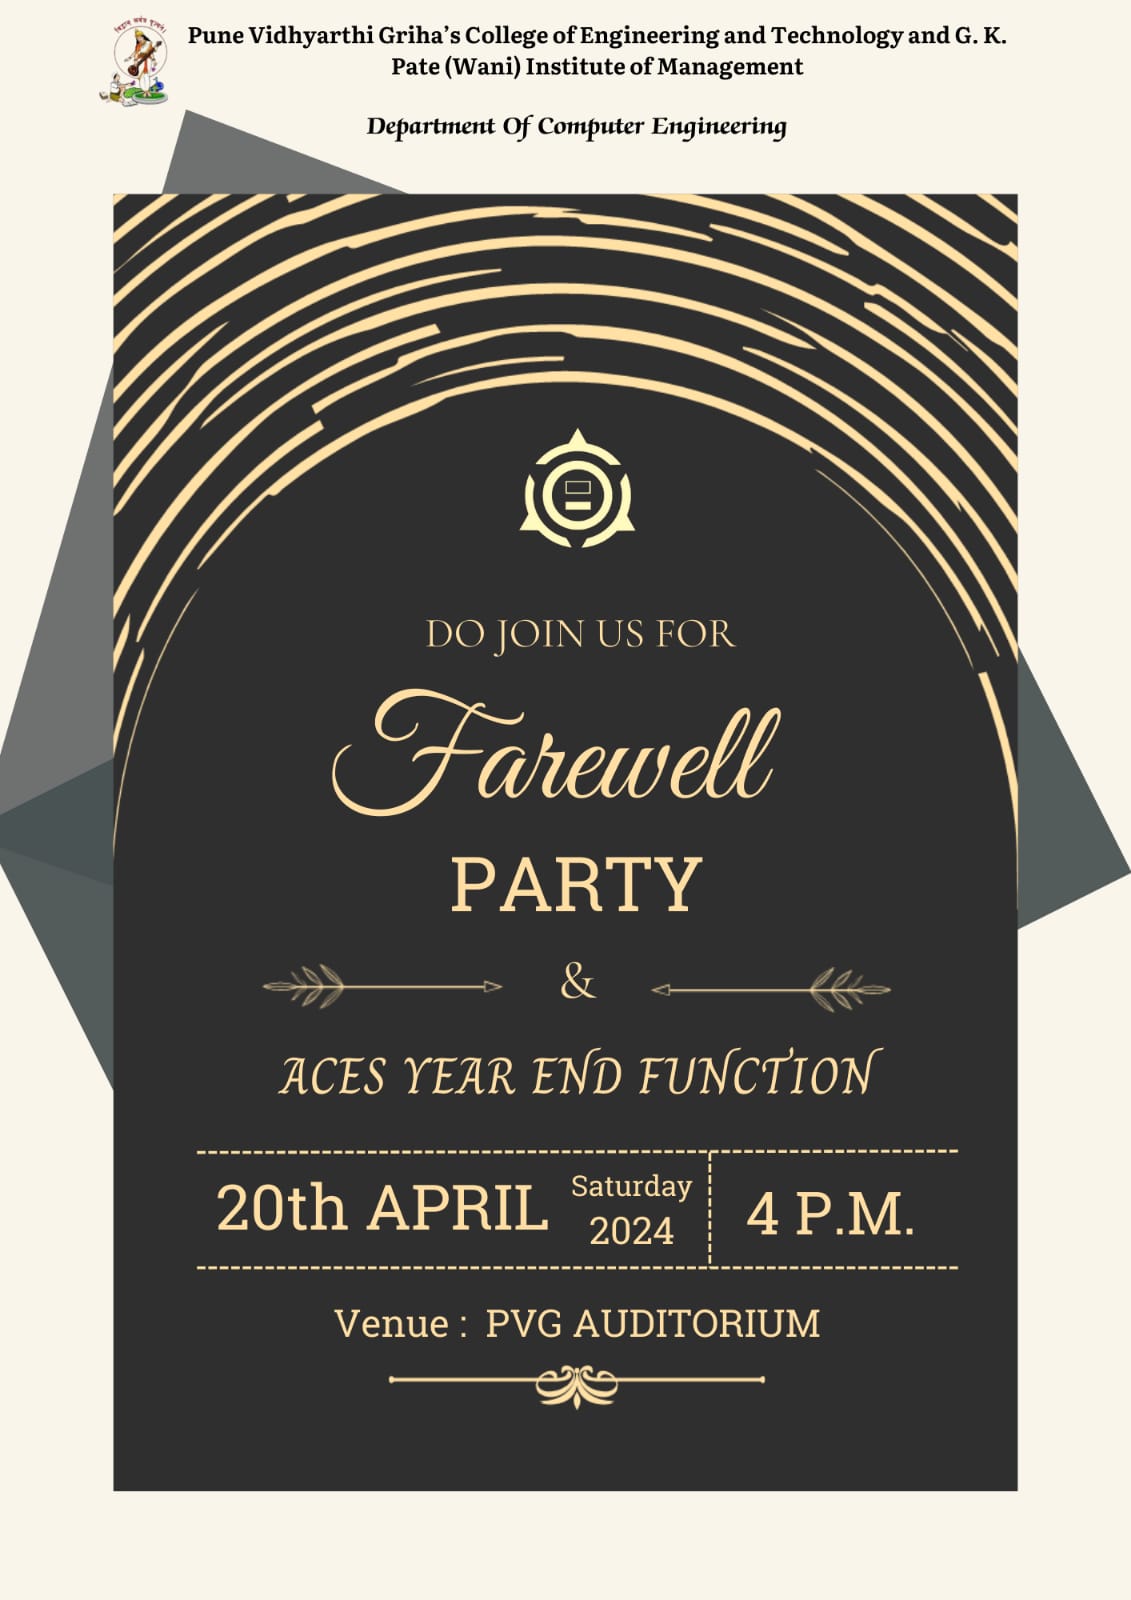 Pune Vidhyarthi Griha's College of Engineering and Technology and G. K.
Pate (Wani) Institute of Management
Department Of Computer Engineering
DO JOIN US FOR
Farewell
PARTY
&
ACES YEAR END FUNCTION
20th APRIL Saturday 2024 4 P.M.
Venue : PVG AUDITORIUM